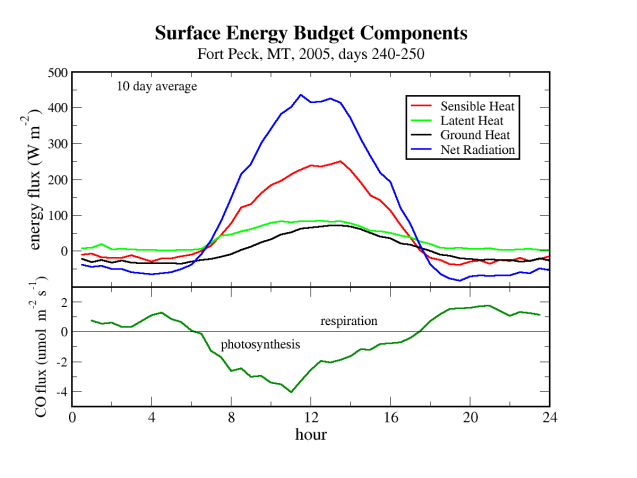 Surface Energy Budget Components
Fort Peck, MT, 2005, days 240-250
500
10 day average
400
300
200
100
0
energy flux (W m-2)
Sensible Heat
Latent Heat
Ground Heat
Net Radiation
2
0
-2
-4
CO flux (umol m-2 s-1)
respiration
photosynthesis
0 4 8 12 16 20 24
hour